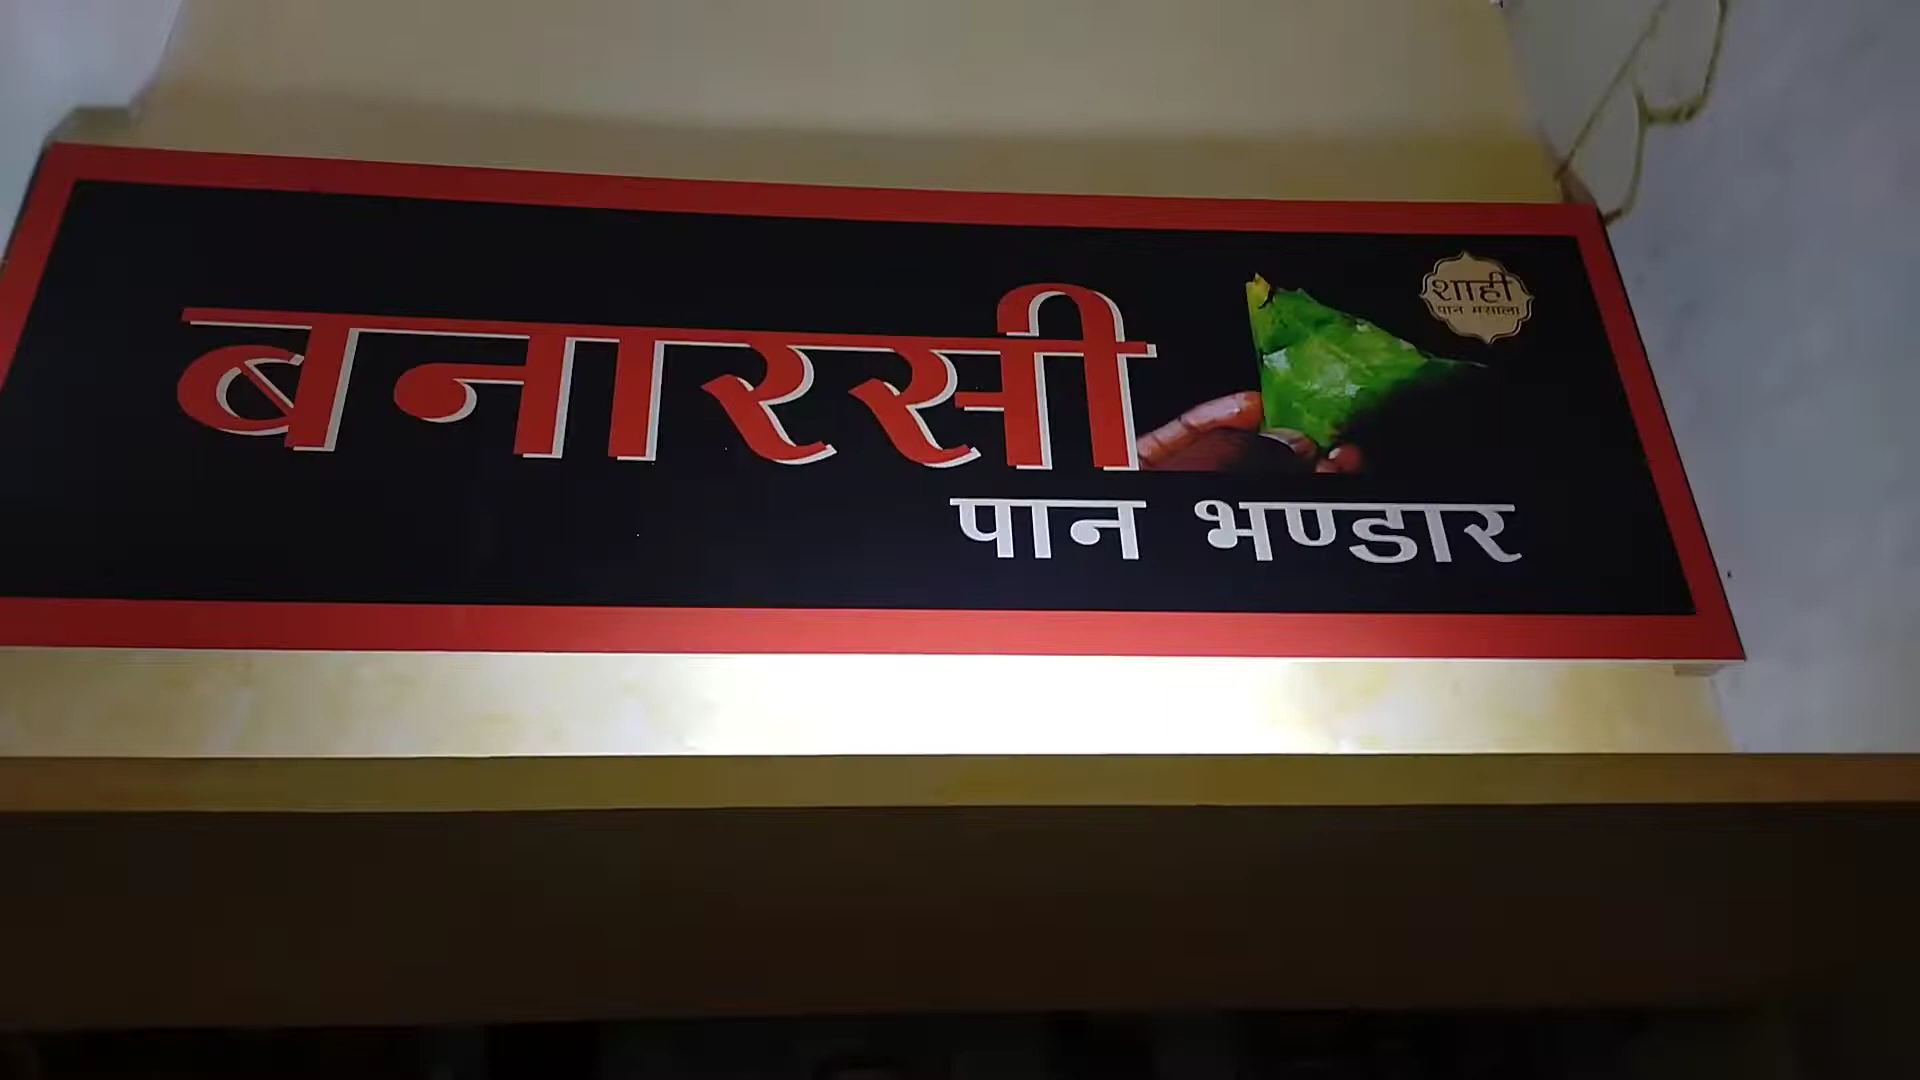 शाही
पान मसाला
बनारसी
पान भण्डार